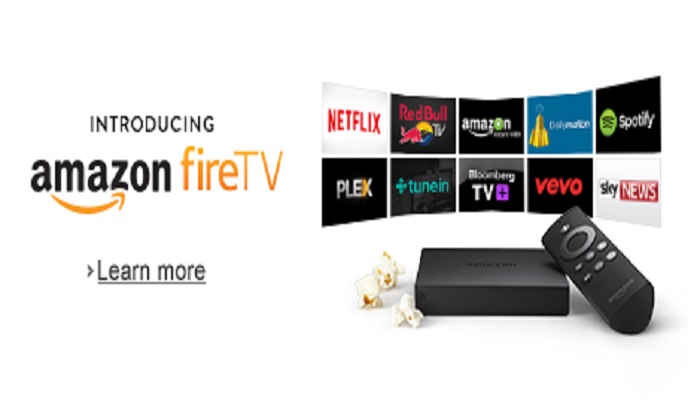 INTRODUCING
amazon fireTV
›Learn more
NETFLIX
Red Bull
TV
amazon
Dailymotion
Spotify
PLEX
tunein
Bloomberg
TV+
vevo
sky NEWS
amazon